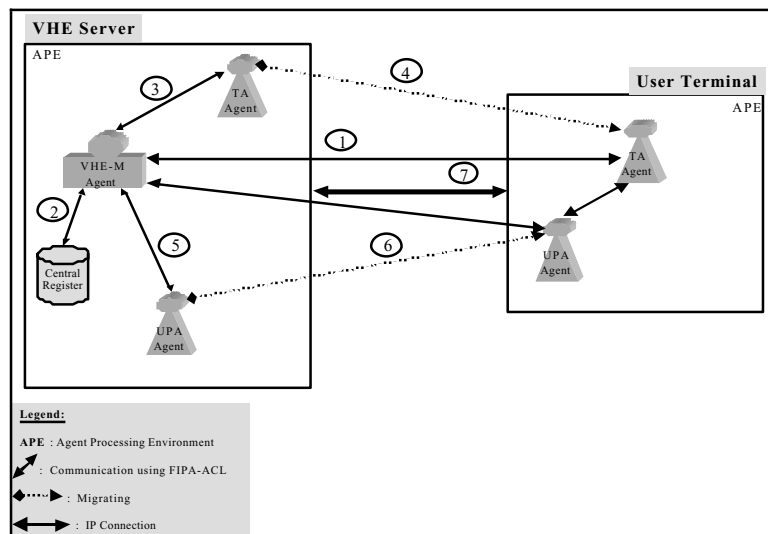 VHE Server
APE
3
TA
Agent
4
User Terminal
APE
1
TA
Agent
VHE-M
Agent
7
2
5
6
Central
Register
UPA
Agent
UPA
Agent
Legend:
APE : Agent Processing Environment
: Communication using FIPA-ACL
: Migrating
: IP Connection